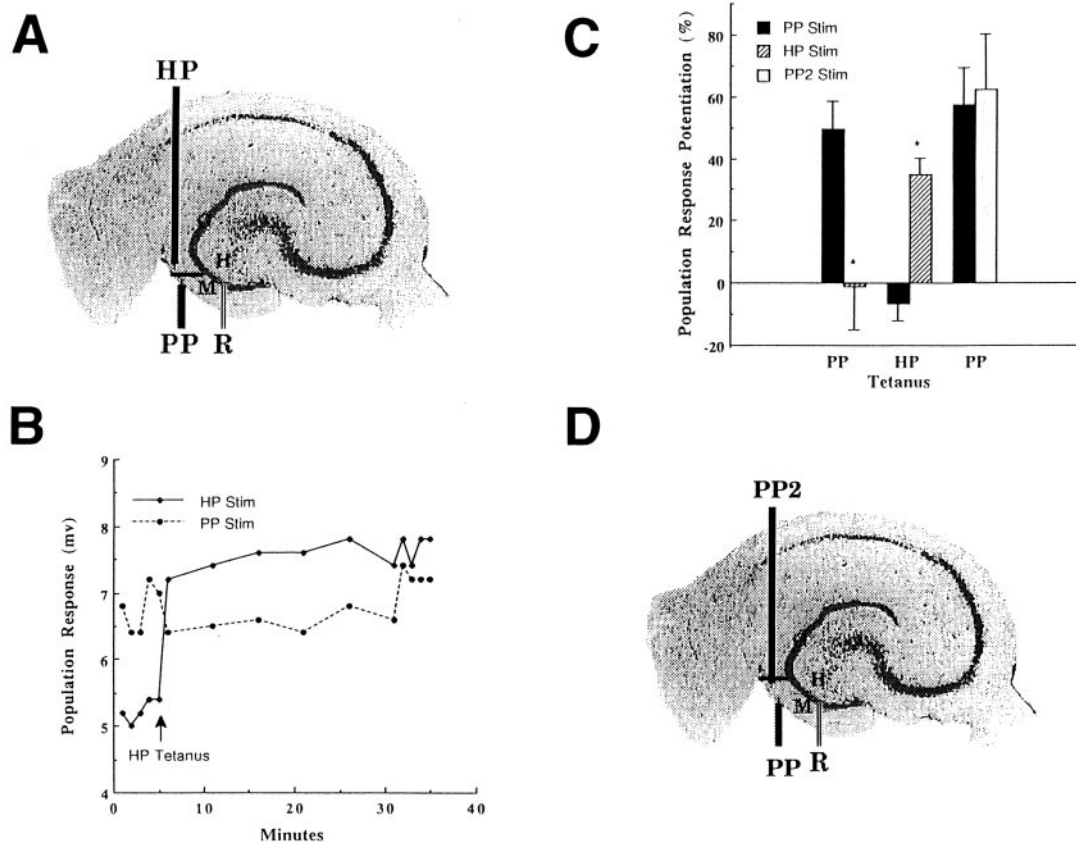 A
HP
G
H
M
PP R
B
Population Response (mv)
9
8
7
6
5
4
HP Stim
PP Stim
HP Tetanus
0 10 20 30 40
Minutes
C
Population Response Potentiation (%)
80
60
40
20
0
-20
PP Stim
HP Stim
PP2 Stim
*
*
PP HP PP
Tetanus
D
PP2
H
M
PP R